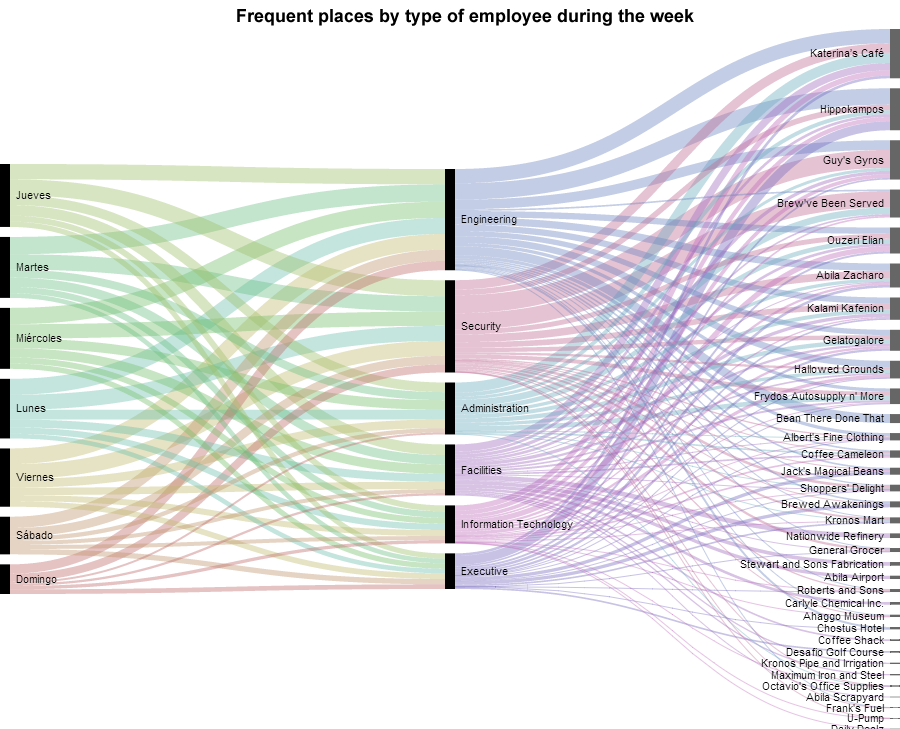 Frequent places by type of employee during the week
Jueves
Martes
Miércoles
Lunes
Viernes
Sábado
Domingo
Engineering
Security
Administration
Facilities
Information Technology
Executive
Katerina's Café
Hippokampos
Guy's Gyros
Brew've Been Served
Ouzeri Elian
Abila Zacharo
Kalami Kafenion
Gelatogalore
Hallowed Grounds
Frydos Autosupply n' More
Bean There Done That
Albert's Fine Clothing
Coffee Cameleon
Jack's Magical Beans
Shoppers' Delight
Brewed Awakenings
Kronos Mart
Nationwide Refinery
General Grocer
Stewart and Sons Fabrication
Abila Airport
Roberts and Sons
Carlyle Chemical Inc.
Ahaggo Museum
Chostus Hotel
Coffee Shack
Desafio Golf Course
Kronos Pipe and Irrigation
Maximum Iron and Steel
Octavio's Office Supplies
Abila Scrapyard
Frank's Fuel
U-Pump
Daily Dealz